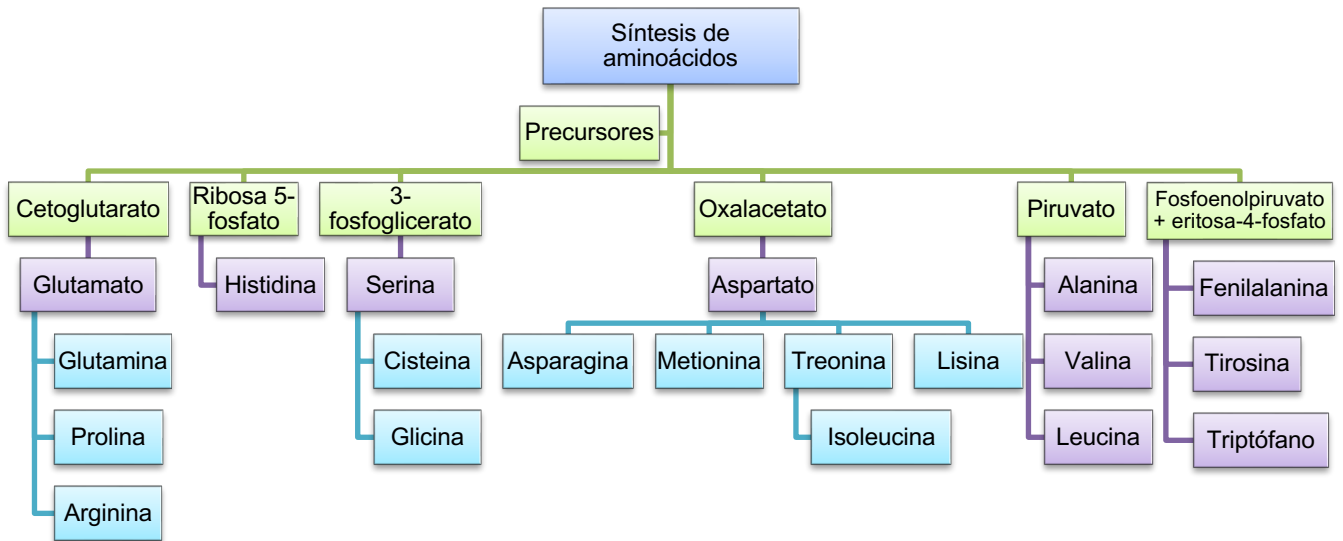 Síntesis de
aminoácidos
Precursores
Cetoglutarato
Ribosa 5-
fosfato
3-
fosfoglicerato
Oxalacetato
Piruvato
Fosfoenolpiruvato
+ eritosa-4-fosfato
Glutamato
Histidina
Serina
Aspartato
Alanina
Fenilalanina
Glutamina
Cisteina
Asparagina
Metionina
Treonina
Lisina
Valina
Tirosina
Prolina
Glicina
Isoleucina
Leucina
Triptófano
Arginina